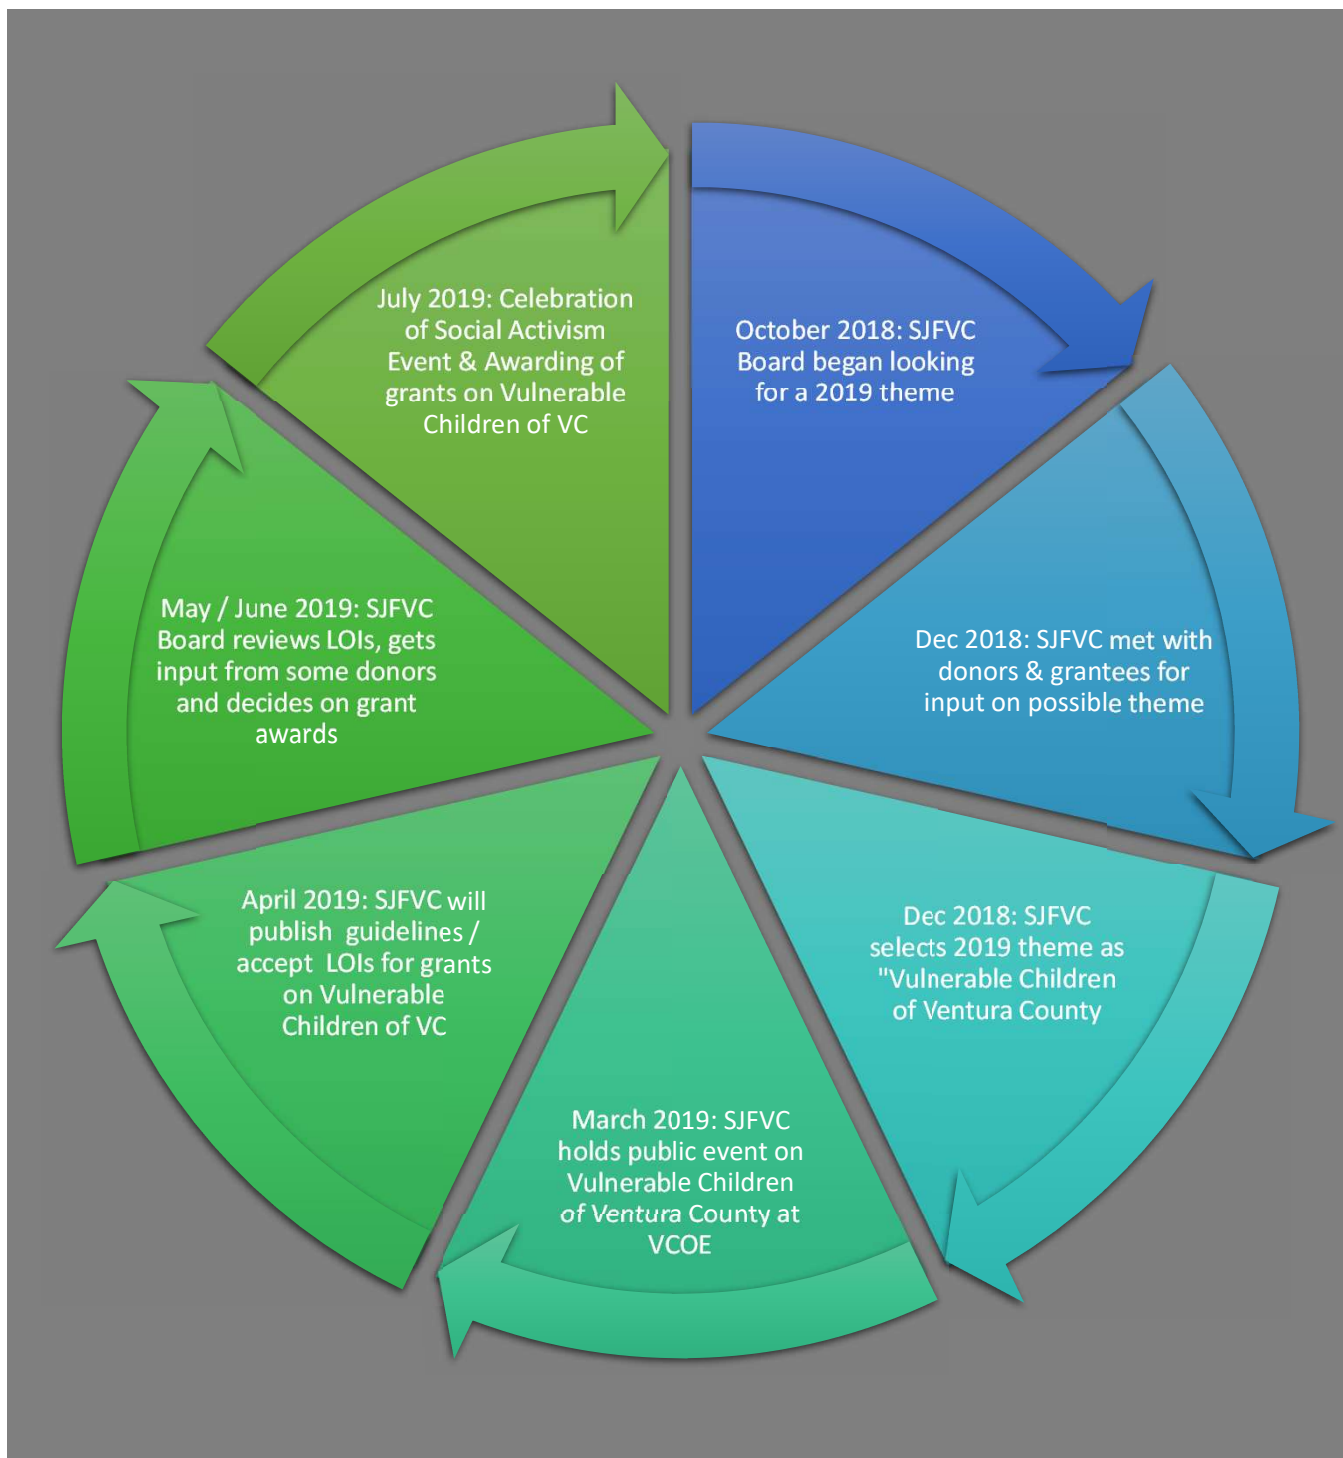 October 2018: SJFVC
Board began looking
for a 2019 theme
Dec 2018: SJFVC met with
donors & grantees for
input on possible theme
Dec 2018: SJFVC
selects 2019 theme as
"Vulnerable Children
of Ventura County
March 2019: SJFVC
holds public event on
Vulnerable Children
of Ventura County at
VCOE
April 2019: SJFVC will
publish guidelines /
accept LOIs for grants
on Vulnerable
Children of VC
May / June 2019: SJFVC
Board reviews LOIs, gets
input from some donors
and decides on grant
awards
July 2019: Celebration
of Social Activism
Event & Awarding of
grants on Vulnerable
Children of VC